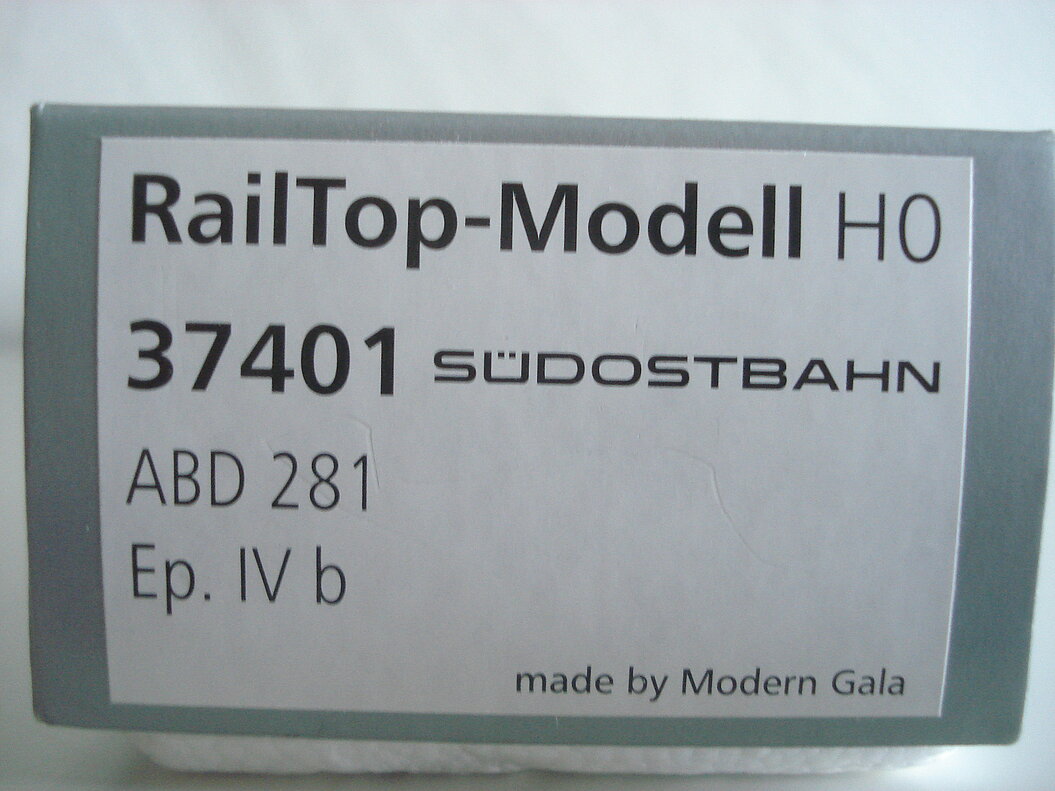 RailTop-Modell H0
37401 SÜDOSTBAHN
ABD 281
Ep. IV b
made by Modern Gala